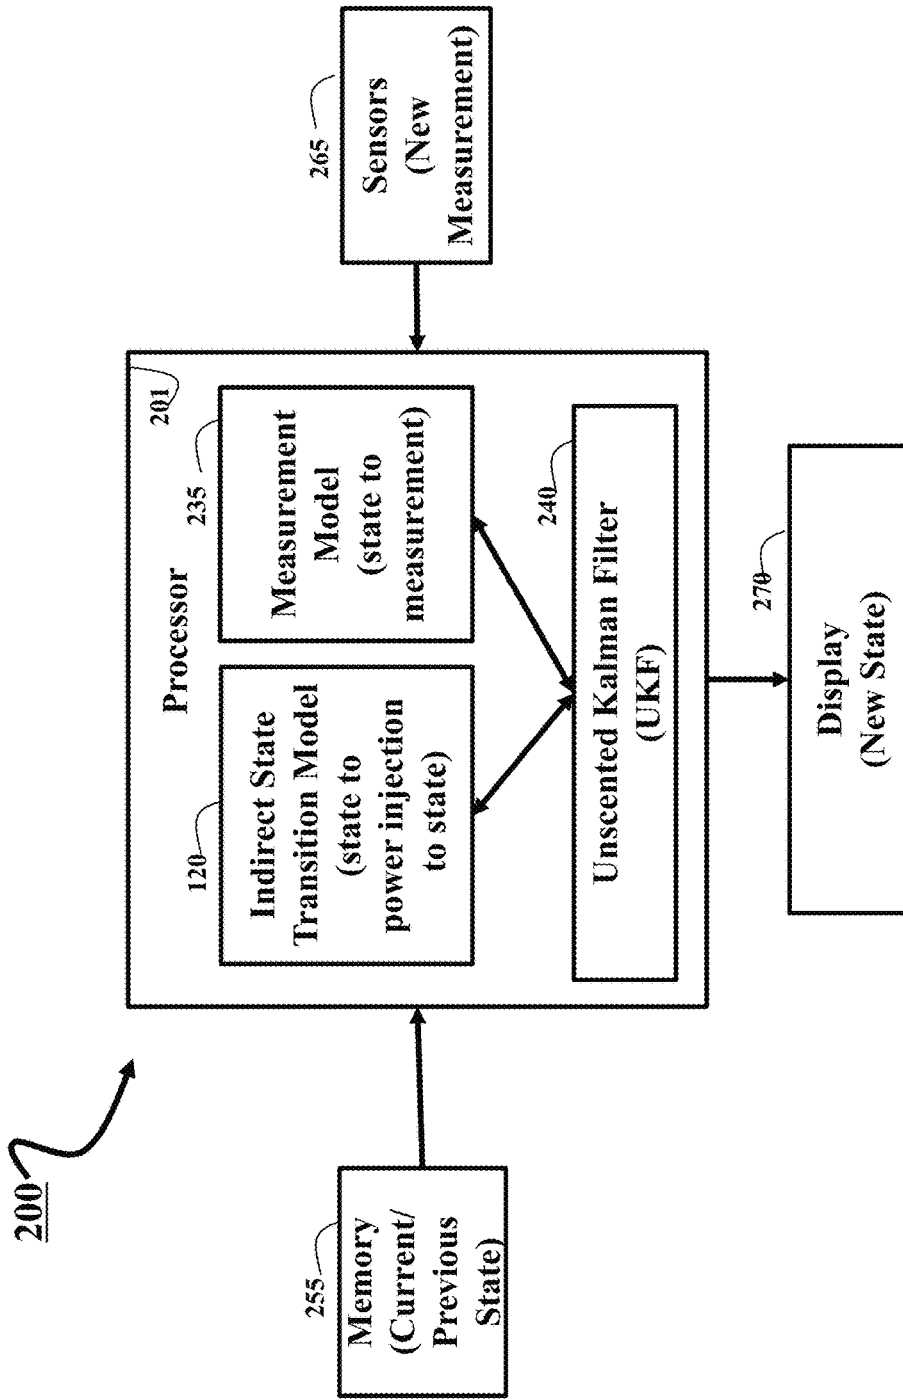 200
Processor
201
120
Indirect State
Transition Model
(state to
power injection
to state)
235
Measurement
Model
(state to
measurement)
240
Unscented Kalman Filter
(UKF)
255
Memory
(Current/
Previous
State)
265
Sensors
(New
Measurement)
270
Display
(New State)